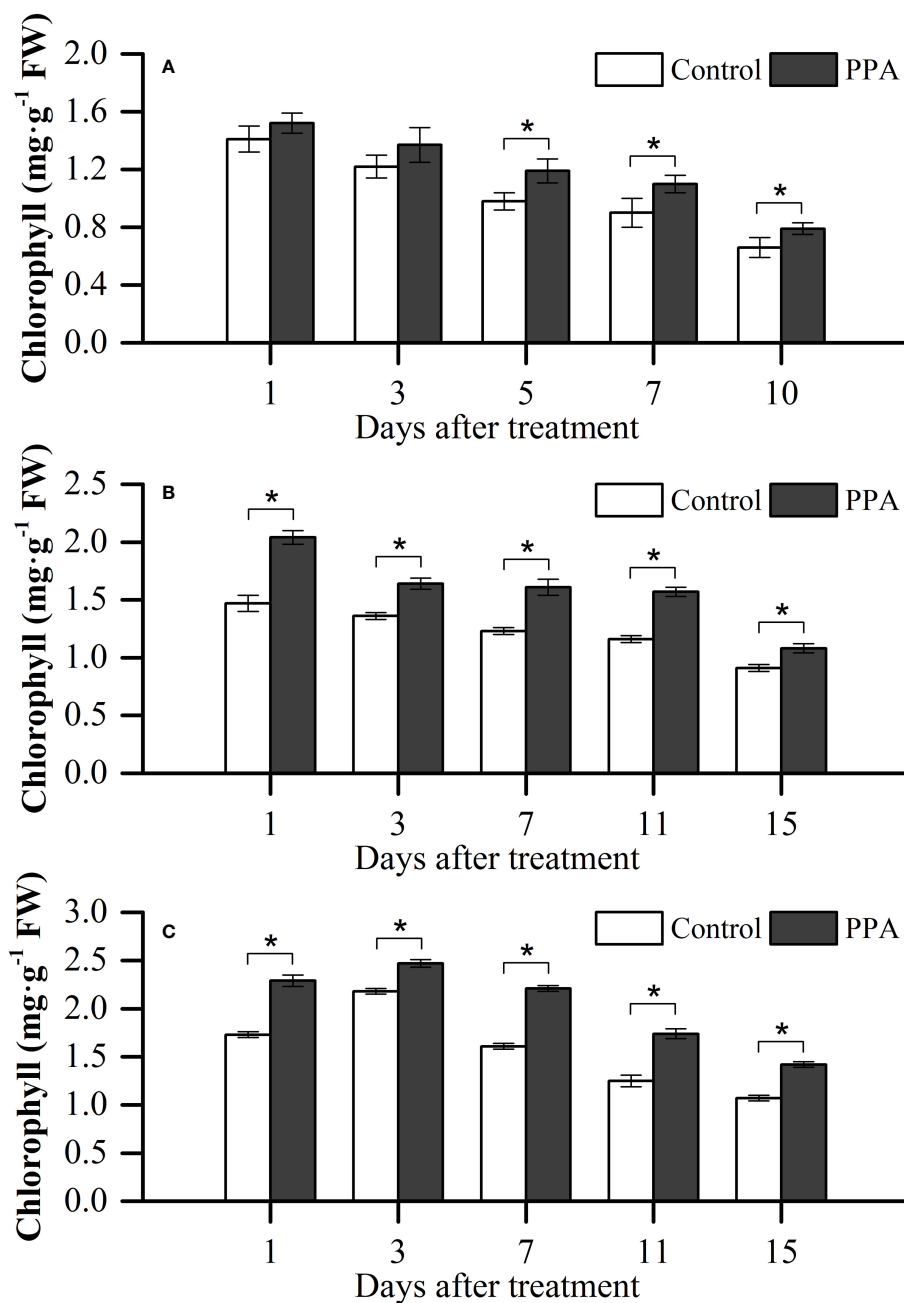 A
Control PPA
Chlorophyll (mg·g⁻¹ FW)
2.0
1.6
1.2
0.8
0.4
0.0
* * *
1 3 5 7 10
Days after treatment
B
Control PPA
Chlorophyll (mg·g⁻¹ FW)
2.5
2.0
1.5
1.0
0.5
0.0
* * * * *
1 3 7 11 15
Days after treatment
C
Control PPA
Chlorophyll (mg·g⁻¹ FW)
3.0
2.5
2.0
1.5
1.0
0.5
0.0
* * * * *
1 3 7 11 15
Days after treatment